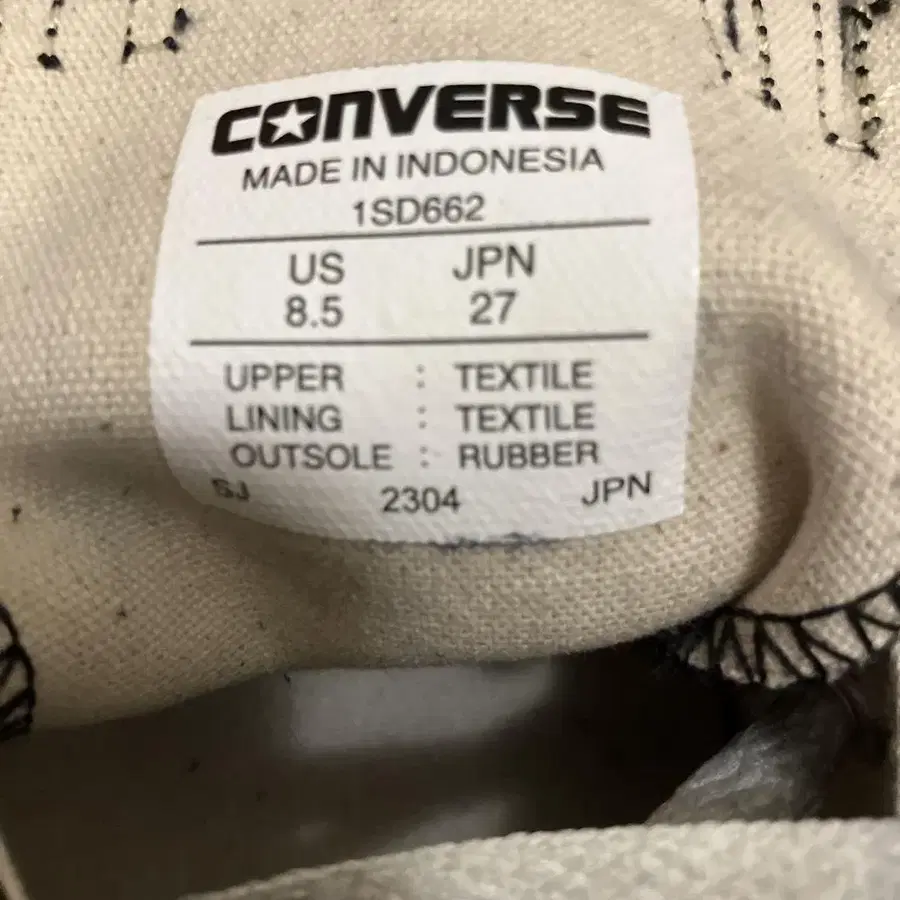 CONVERSE
MADE IN INDONESIA
1SD662
US JPN
8.5 27
UPPER : TEXTILE
LINING : TEXTILE
OUTSOLE : RUBBER
SJ 2304 JPN